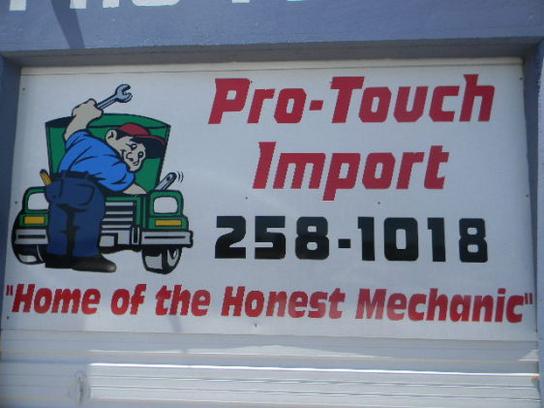 Pro-Touch
Import
258-1018
"Home of the Honest Mechanic"